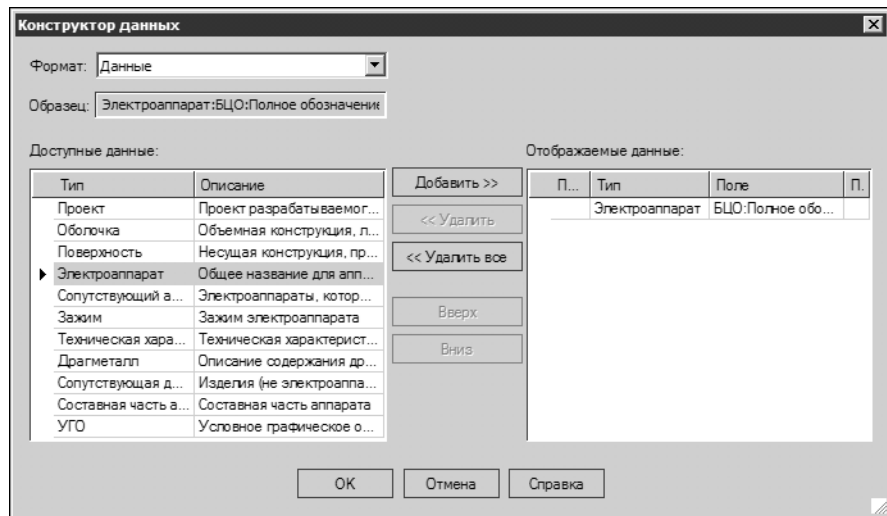 Конструктор данных
Формат: Данные
Образец: Электроаппарат:БЦО:Полное обозначение
Доступные данные:
Тип Описание
Проект Проект разрабатываемог...
Оболочка Объемная конструкция, л...
Поверхность Несущая конструкция, пр...
Электроаппарат Общее название для апп...
Сопутствующий а... Электроаппараты, котор...
Зажим Зажим электроаппарата
Техническая хара... Техническая характерист...
Драгметалл Описание содержания др...
Сопутствующая д... Изделия (не электроаппа...
Составная часть а... Составная часть аппарата
УГО Условное графическое о...
Добавить >>
<< Удалить
<< Удалить все
Вверх
Вниз
Отображаемые данные:
П... Тип Поле П.
Электроаппарат БЦО:Полное обо...
OK Отмена Справка